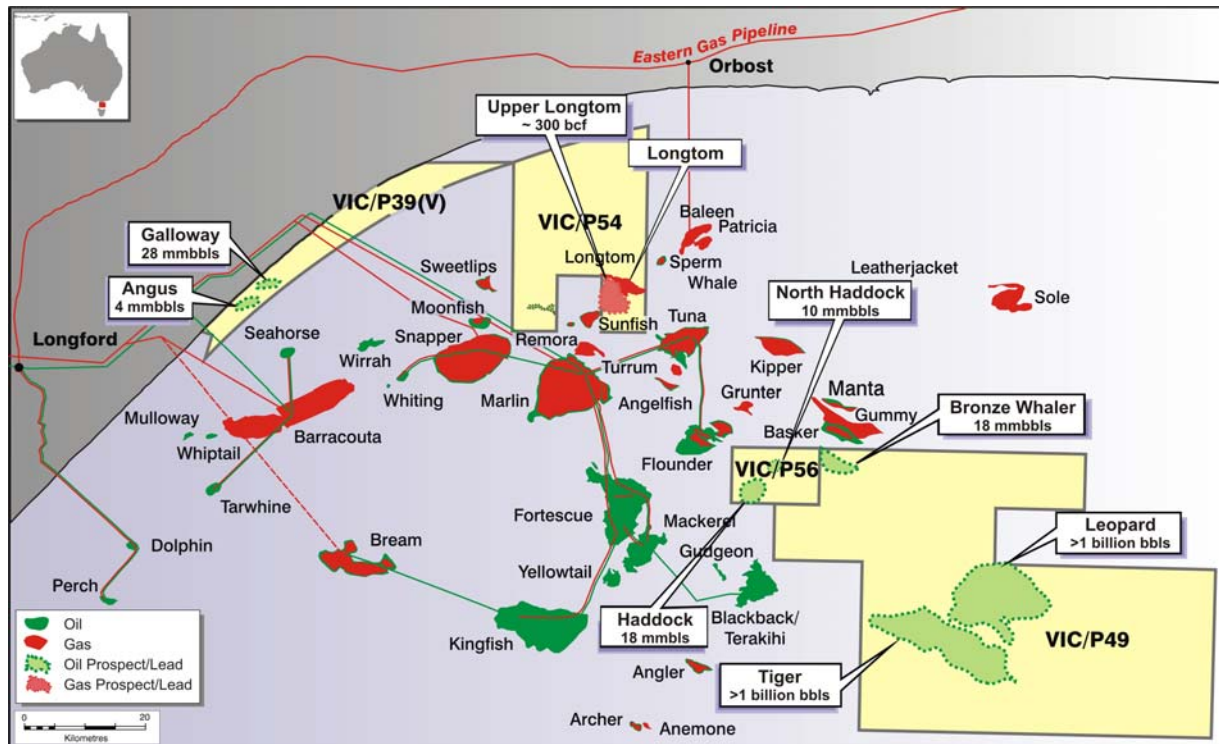 Eastern Gas Pipeline
Orbost
Upper Longtom
~ 300 bcf
Longtom
VIC/P39(V)
VIC/P54
Galloway
28 mmbbls
Angus
4 mmbbls
Longford
Baleen
Patricia
Longtom
Sperm
Whale
Leatherjacket
Sole
North Haddock
10 mmbbls
Sweetlips
Moonfish
Seahorse
Wirrah
Snapper
Remora
Sunfish
Tuna
Turrum
Kipper
Whiting
Marlin
Angelfish
Grunter
Manta
Gummy
Basker
Bronze Whaler
18 mmbbls
Mulloway
Whiptail
Barracouta
Tarwhine
Flounder
VIC/P56
Fortescue
Mackerel
Gudgeon
Leopard
>1 billion bbls
Dolphin
Bream
Yellowtail
Perch
Kingfish
Haddock
18 mmbls
Blackback/
Terakihi
VIC/P49
Angler
Tiger
>1 billion bbls
Archer
Anemone
Oil
Gas
Oil Prospect/Lead
Gas Prospect/Lead
0
20
Kilometres